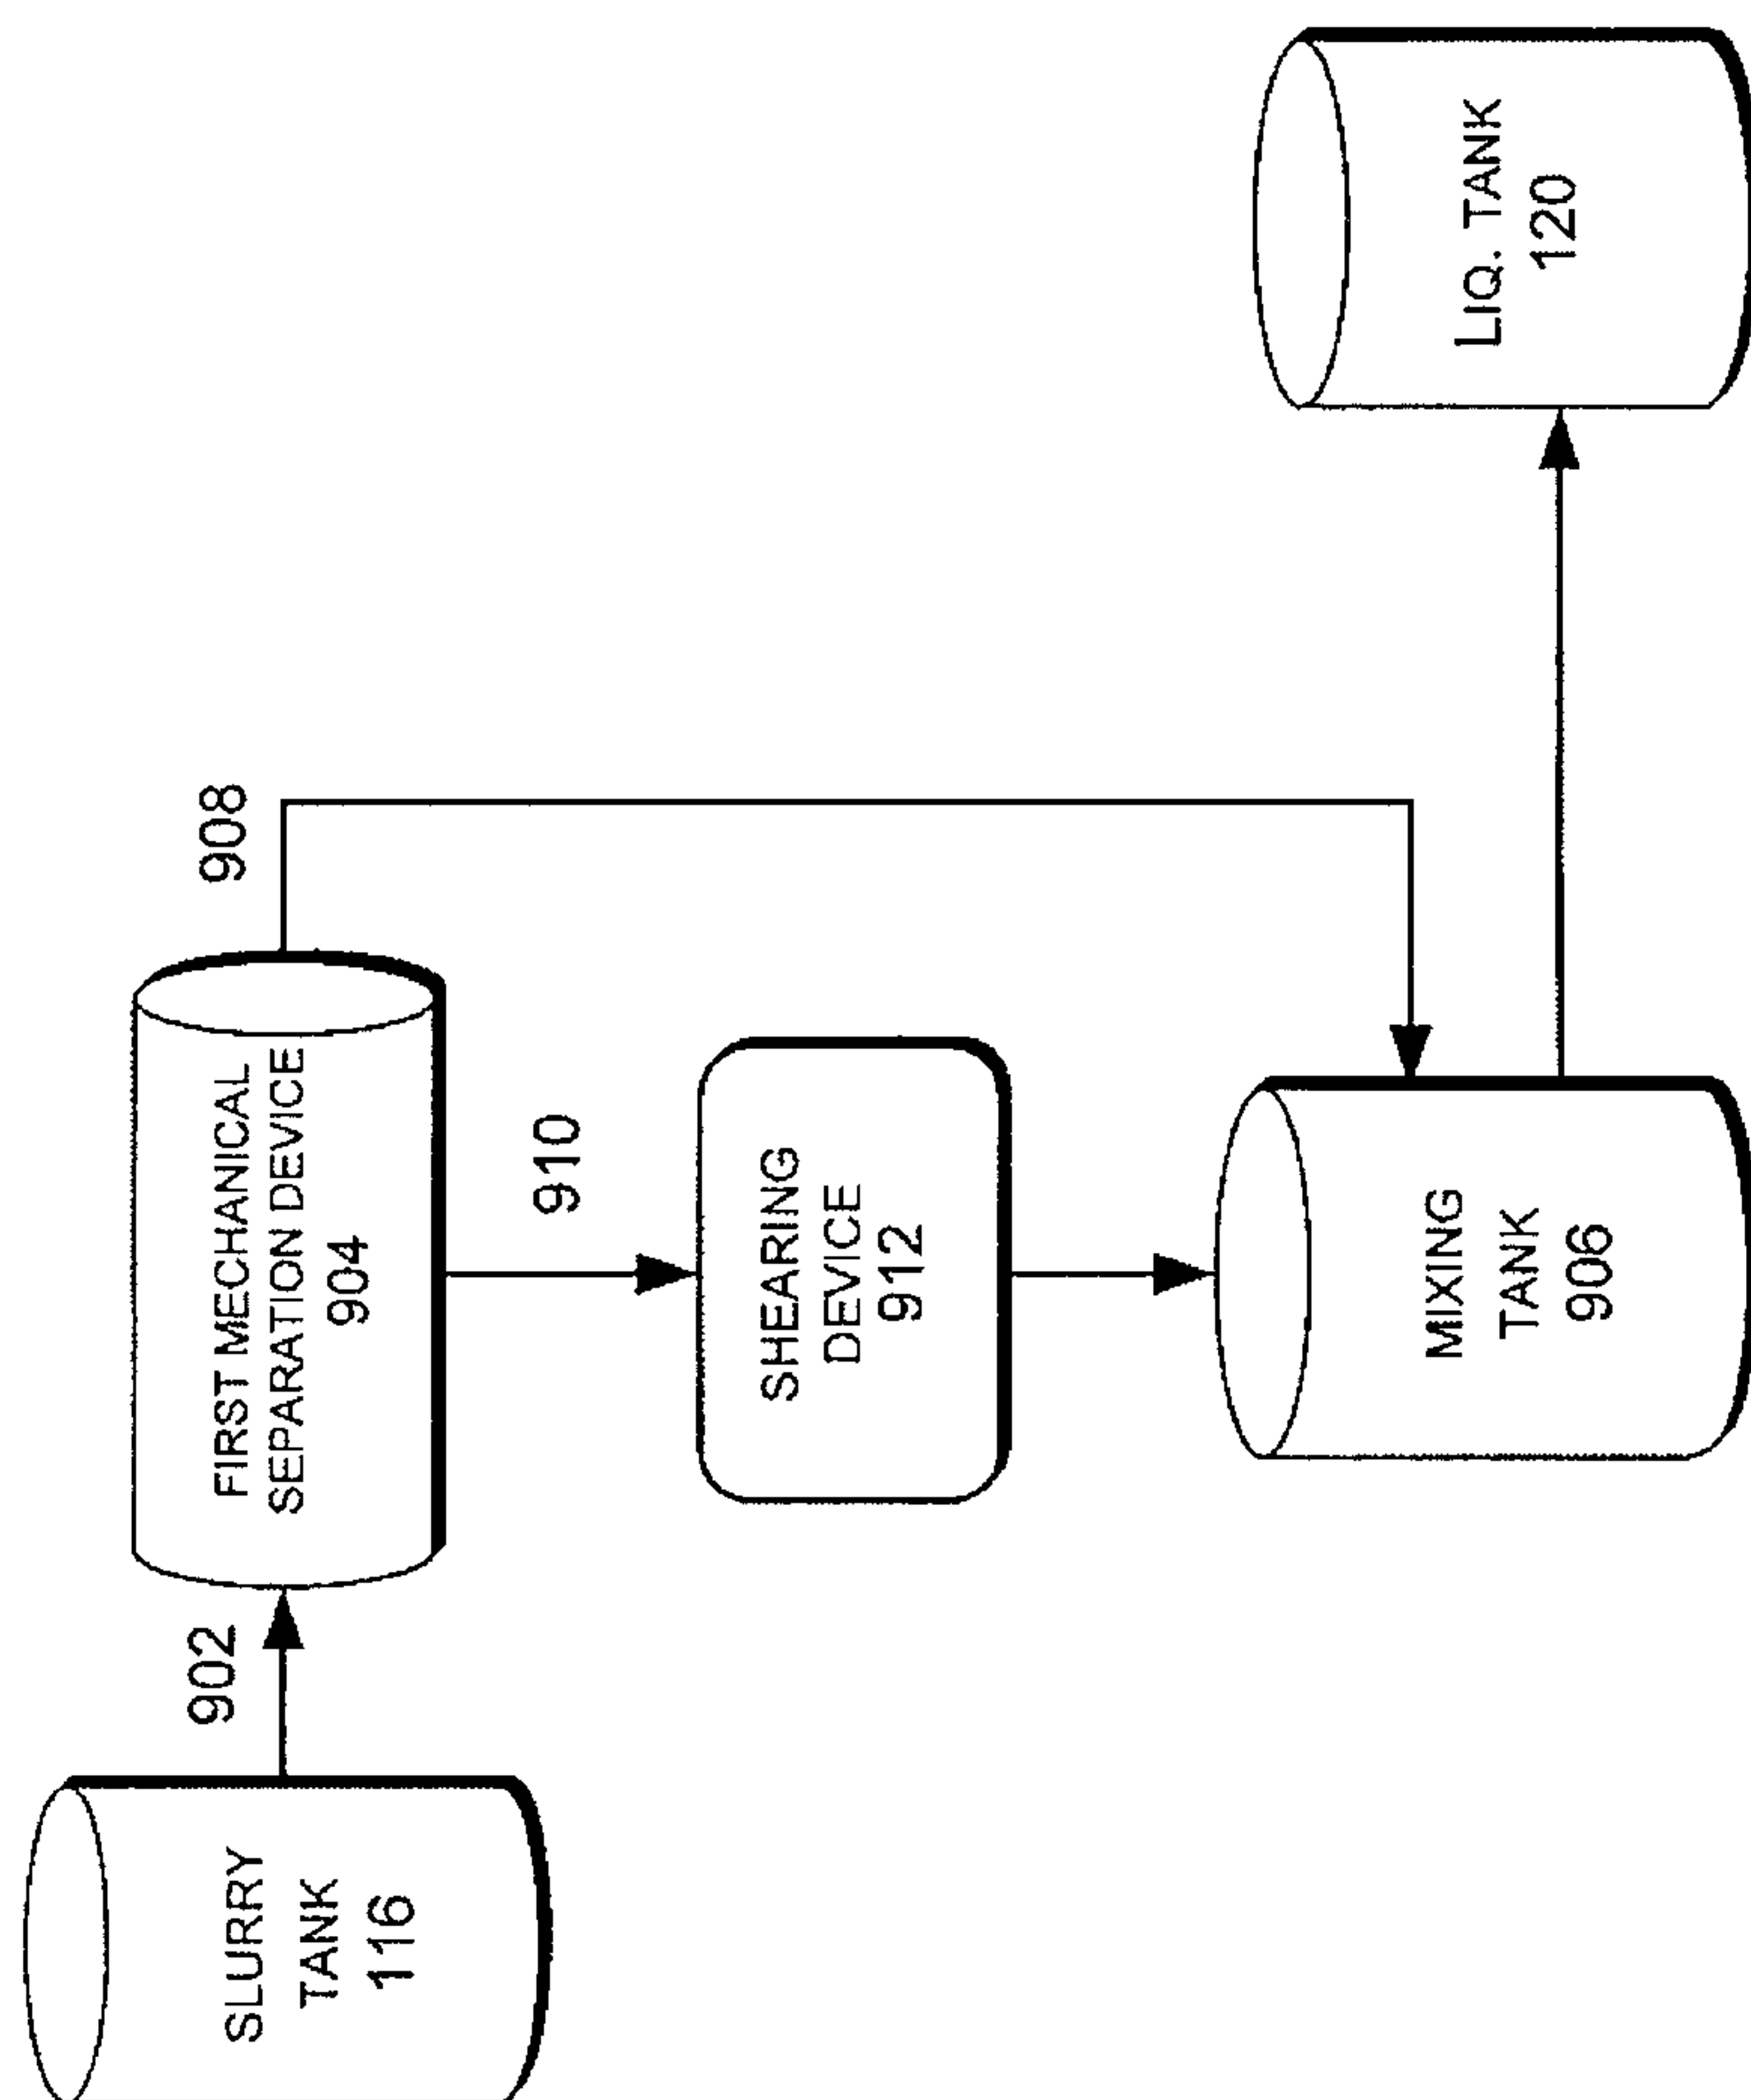 SLURRY
TANK
116
902
FIRST MECHANICAL
SEPARATION DEVICE
904
908
910
SHEARING
DEVICE
912
MIXING
TANK
906
LIQ. TANK
120